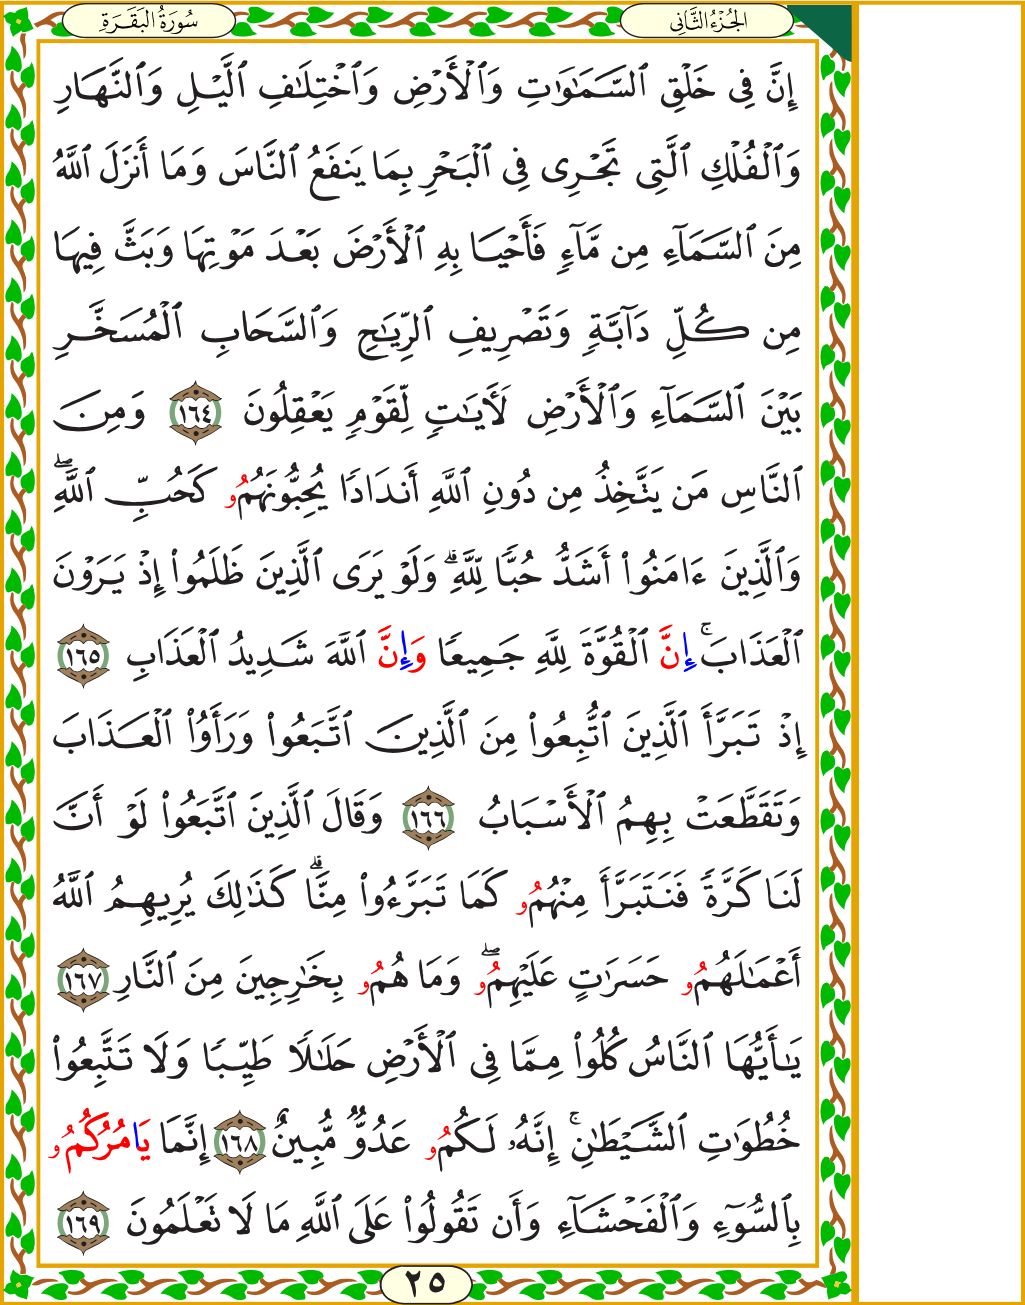 الجُزْءُ الثَّانِى
سُورَةُ البَقَرَةِ
إِنَّ فِى خَلْقِ ٱلسَّمَٰوَٰتِ وَٱلْأَرْضِ وَٱخْتِلَٰفِ ٱلَّيْلِ وَٱلنَّهَارِ
وَٱلْفُلْكِ ٱلَّتِى تَجْرِى فِى ٱلْبَحْرِ بِمَا يَنفَعُ ٱلنَّاسَ وَمَا أَنزَلَ ٱللَّهُ
مِنَ ٱلسَّمَآءِ مِن مَّآءٍ فَأَحْيَا بِهِ ٱلْأَرْضَ بَعْدَ مَوْتِهَا وَبَثَّ فِيهَا
مِن كُلِّ دَآبَّةٍ وَتَصْرِيفِ ٱلرِّيَٰحِ وَٱلسَّحَابِ ٱلْمُسَخَّرِ
بَيْنَ ٱلسَّمَآءِ وَٱلْأَرْضِ لَأَيَٰتٍ لِّقَوْمٍ يَعْقِلُونَ ١٦٤ وَمِنَ
ٱلنَّاسِ مَن يَتَّخِذُ مِن دُونِ ٱللَّهِ أَندَادًا يُحِبُّونَهُمُو كَحُبِّ ٱللَّهِۖ
وَٱلَّذِينَ ءَامَنُوا۟ أَشَدُّ حُبًّا لِّلَّهِۗ وَلَوْ يَرَى ٱلَّذِينَ ظَلَمُوا۟ إِذْ يَرَوْنَ
ٱلْعَذَابَۚ إِنَّ ٱلْقُوَّةَ لِلَّهِ جَمِيعًا وَإِنَّ ٱللَّهَ شَدِيدُ ٱلْعَذَابِ ١٦٥
إِذْ تَبَرَّأَ ٱلَّذِينَ ٱتُّبِعُوا۟ مِنَ ٱلَّذِينَ ٱتَّبَعُوا۟ وَرَأَوُا۟ ٱلْعَذَابَ
وَتَقَطَّعَتْ بِهِمُ ٱلْأَسْبَابُ ١٦٦ وَقَالَ ٱلَّذِينَ ٱتَّبَعُوا۟ لَوْ أَنَّ
لَنَا كَرَّةً فَنَتَبَرَّأَ مِنْهُمُو كَمَا تَبَرَّءُوا۟ مِنَّاۗ كَذَٰلِكَ يُرِيهِمُ ٱللَّهُ
أَعْمَٰلَهُمُو حَسَرَٰتٍ عَلَيْهِمُوۖ وَمَا هُمُو بِخَٰرِجِينَ مِنَ ٱلنَّارِ ١٦٧
يَٰأَيُّهَا ٱلنَّاسُ كُلُوا۟ مِمَّا فِى ٱلْأَرْضِ حَلَٰلًا طَيِّبًا وَلَا تَتَّبِعُوا۟
خُطُوَٰتِ ٱلشَّيْطَٰنِۚ إِنَّهُۥ لَكُمُو عَدُوٌّ مُّبِينٌ ١٦٨ إِنَّمَا يَامُرُكُمُو
بِٱلسُّوٓءِ وَٱلْفَحْشَآءِ وَأَن تَقُولُوا۟ عَلَى ٱللَّهِ مَا لَا تَعْلَمُونَ ١٦٩
٢٥